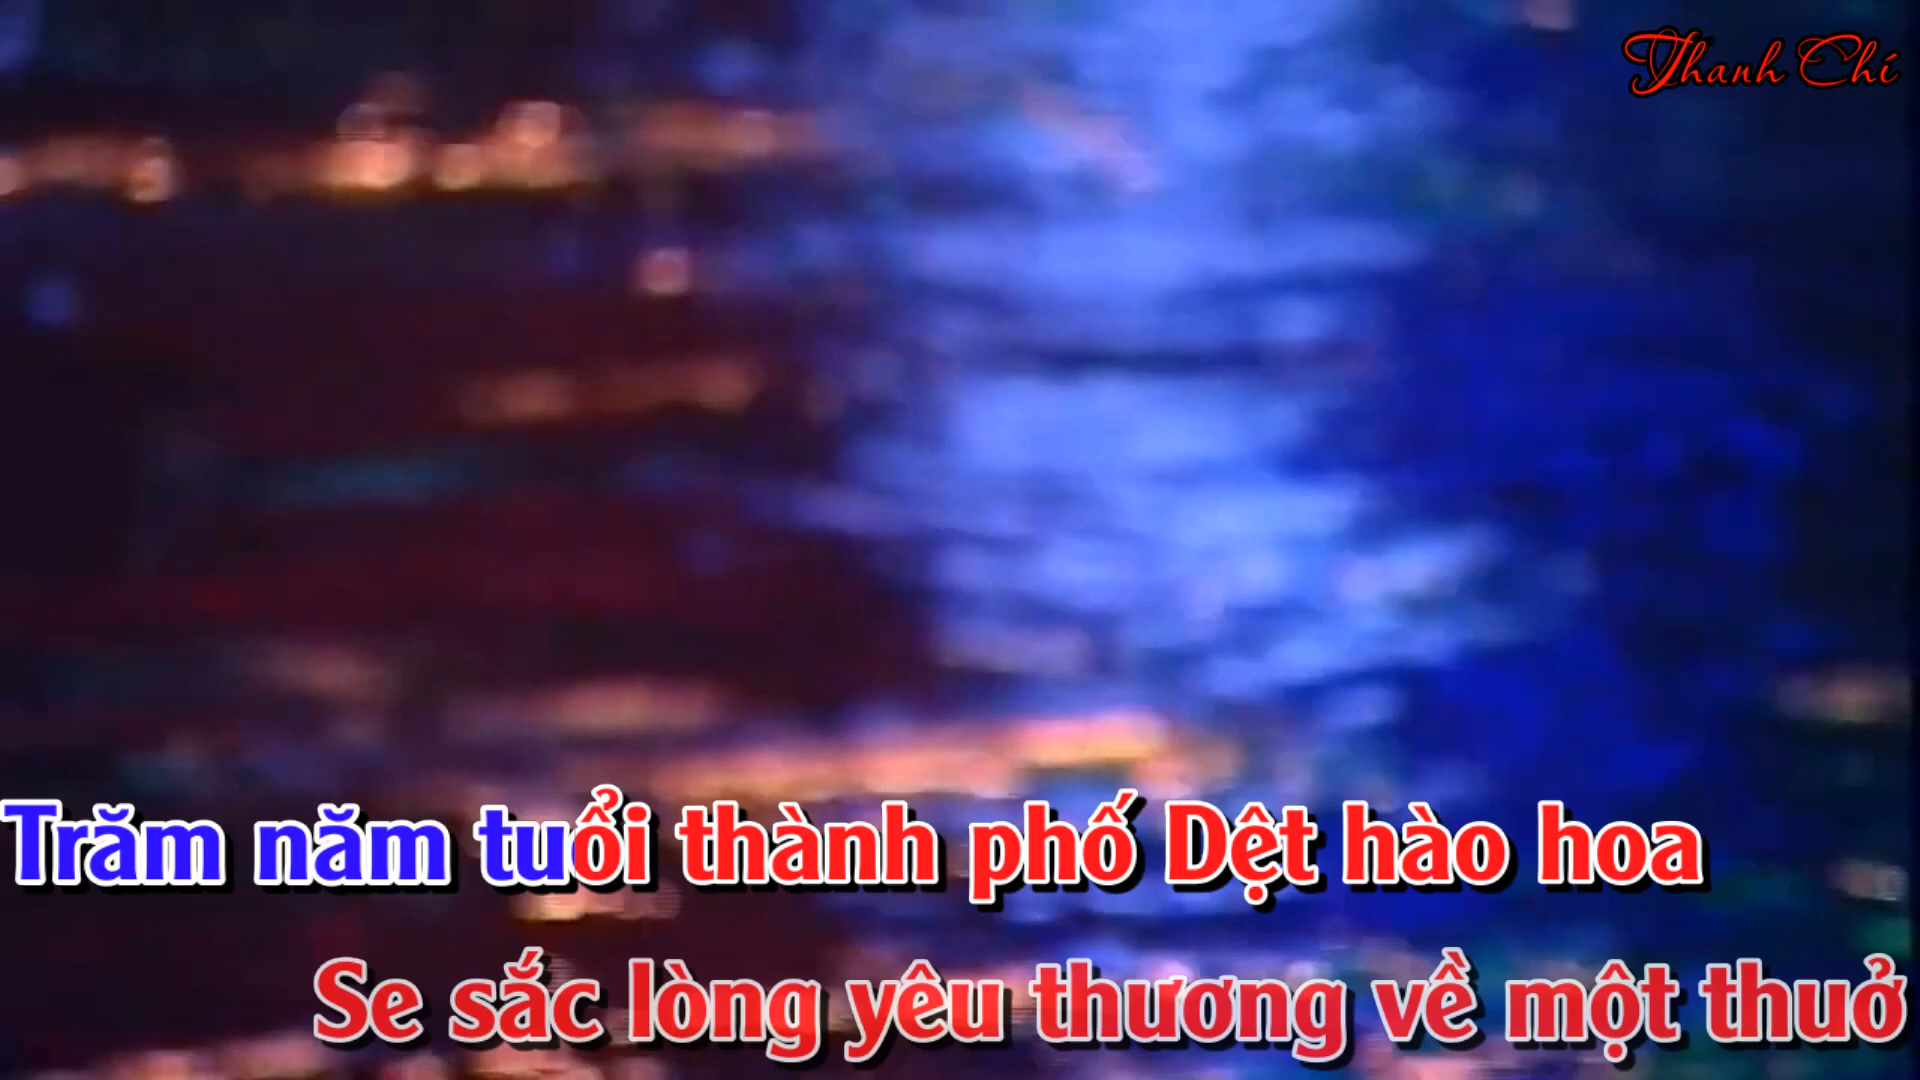 Thanh Chí
Trăm năm tuổi thành phố Dệt hào hoa
Se sắc lòng yêu thương về một thuở